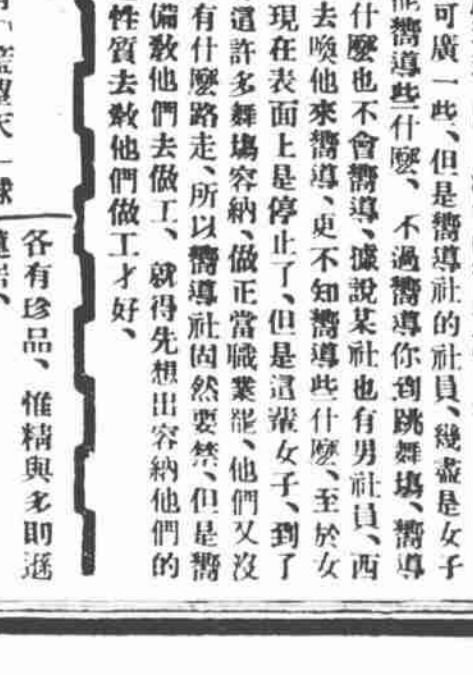 可廣一些、但是嚮導社的社員、幾盡是女子
能嚮導些什麼、不過嚮導你到跳舞塲、嚮導
什麼也不會嚮導、據說某社也有男社員、西
去喚他來嚮導、更不知嚮導些什麼、至於女
現在表面上是停止了、但是這輩女子、到了
這許多舞塲容納、做正當職業罷、他們又沒
有什麼路走、所以嚮導社固然要禁、但是嚮
備敎他們去做工、就得先想出容納他們的
性質去敎他們做工才好、
各有珍品、惟精與多則遜